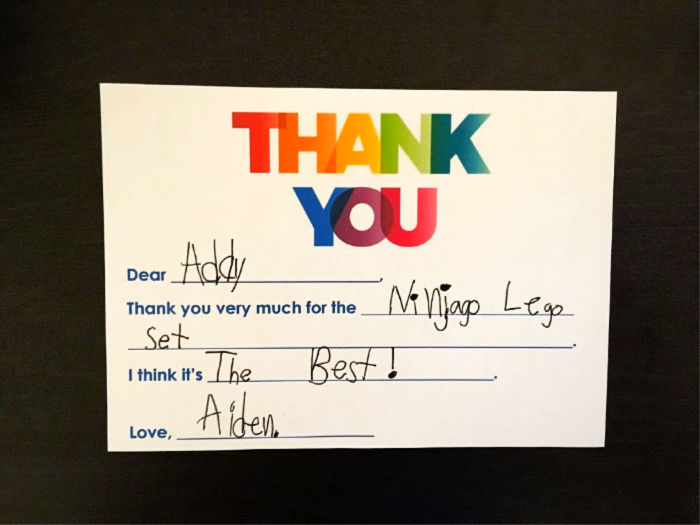 THANK
YOU
Dear Addy,
Thank you very much for the Ninjago Lego
set.
I think it's The Best!.
Love, Aiden.